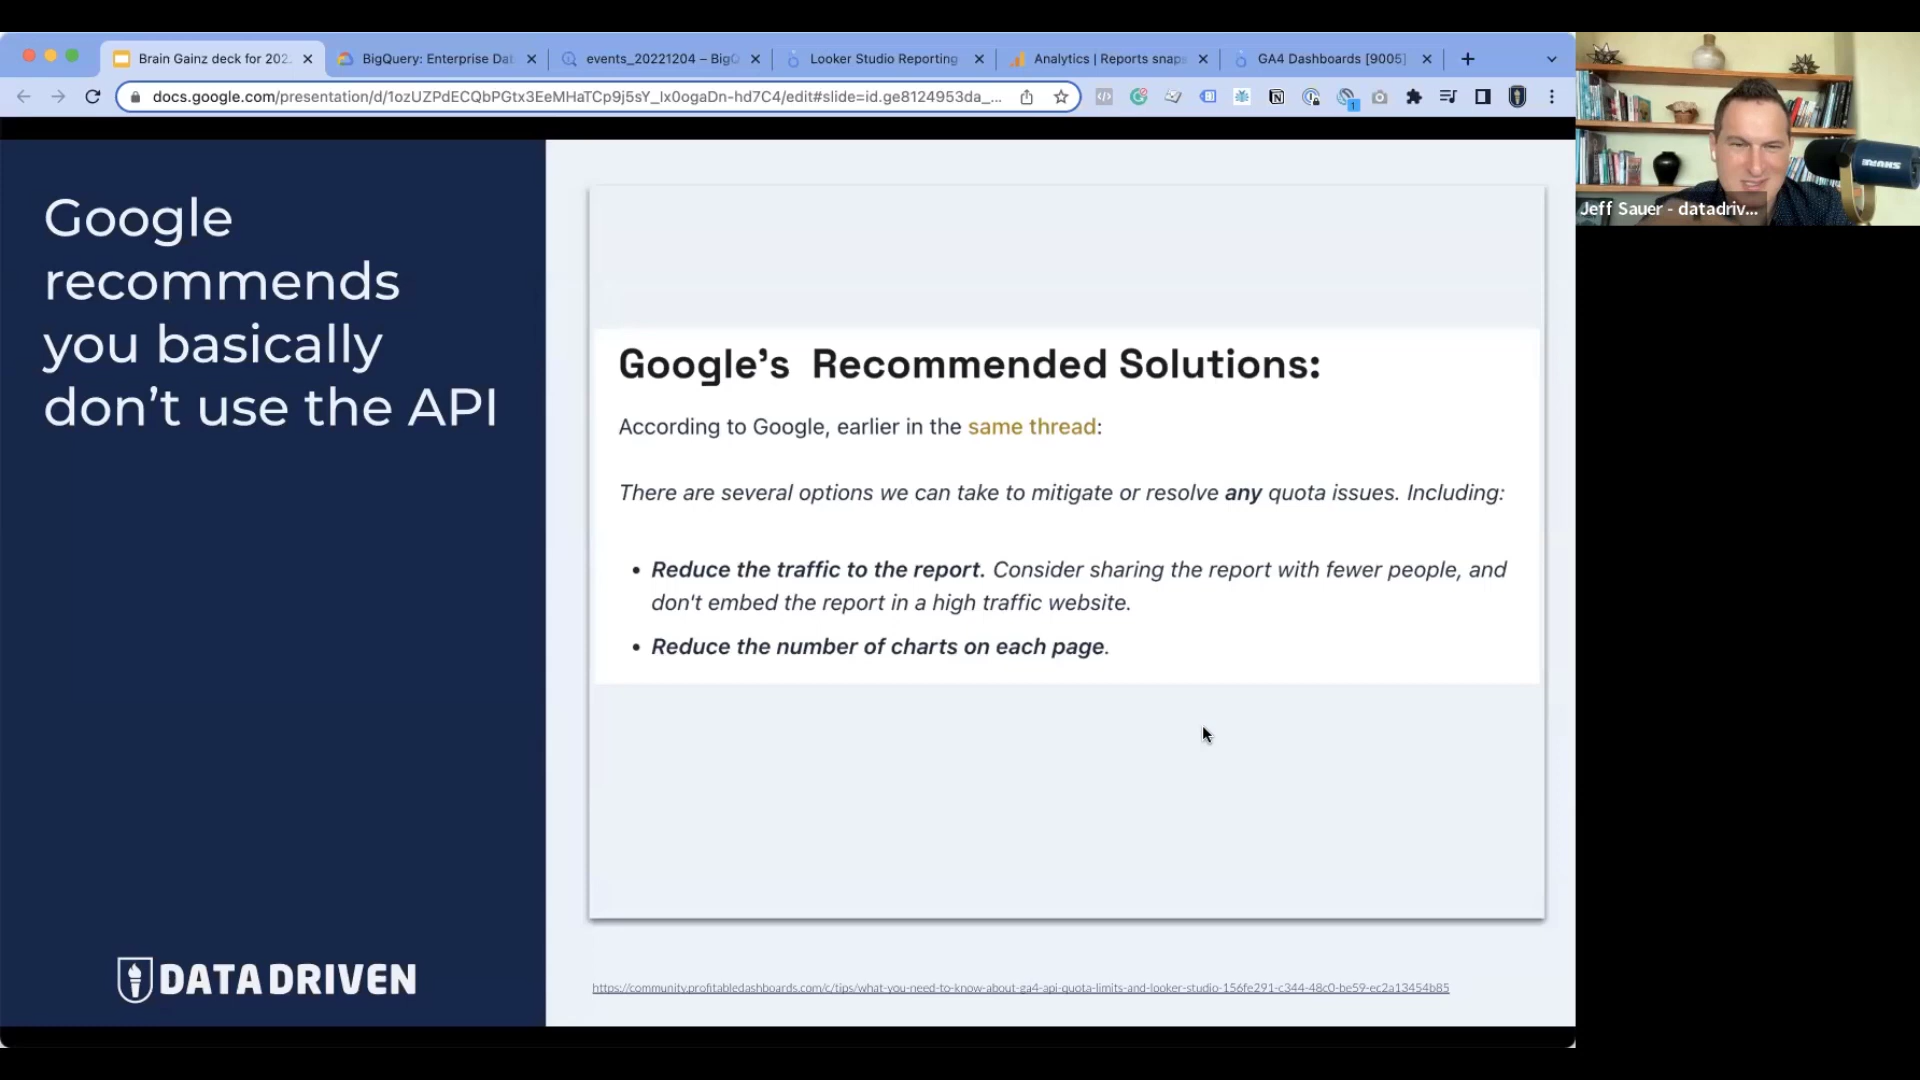 Brain Gainz deck for 202
BigQuery: Enterprise Dat
events_20221204 – BigQ
Looker Studio Reporting
Analytics | Reports snaps
GA4 Dashboards [9005]
docs.google.com/presentation/d/1ozUZPdECQbPGtx3EeMHaTCp9j5sY_lx0ogaDn-hd7C4/edit#slide=id.ge8124953da_...
Jeff Sauer - datadriv...
Google
recommends
you basically
don’t use the API
Google’s Recommended Solutions:
According to Google, earlier in the same thread:
There are several options we can take to mitigate or resolve any quota issues. Including:
• Reduce the traffic to the report. Consider sharing the report with fewer people, and
don't embed the report in a high traffic website.
• Reduce the number of charts on each page.
DATA DRIVEN
https://community.profitabledashboards.com/c/tips/what-you-need-to-know-about-ga4-api-quota-limits-and-looker-studio-156fe291-c344-48c0-be59-ec2a13454b85